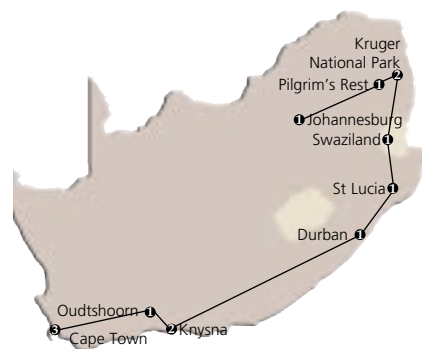 Kruger
National Park
2
Pilgrim's Rest 1
1 Johannesburg
Swaziland 1
St Lucia 1
Durban 1
Oudtshoorn 1
3
2 Knysna
Cape Town